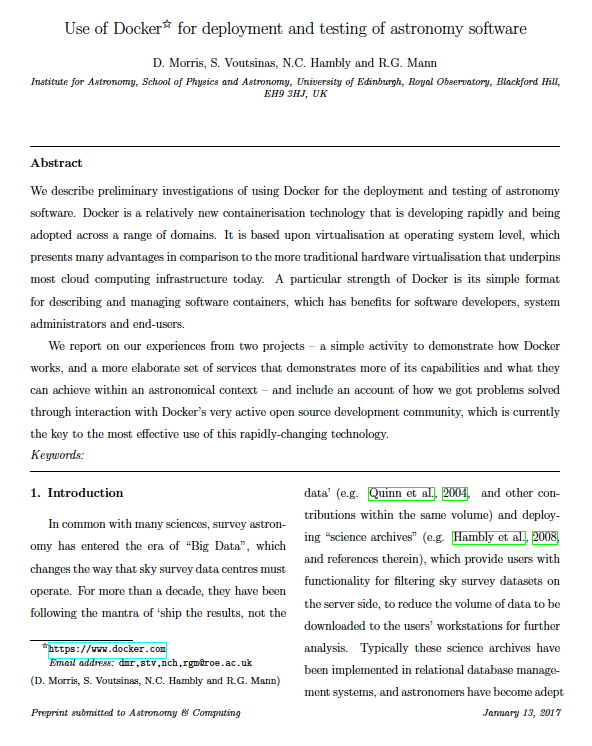 Use of Docker☆ for deployment and testing of astronomy software
D. Morris, S. Voutsinas, N.C. Hambly and R.G. Mann
Institute for Astronomy, School of Physics and Astronomy, University of Edinburgh, Royal Observatory, Blackford Hill,
EH9 3HJ, UK
Abstract
We describe preliminary investigations of using Docker for the deployment and testing of astronomy
software. Docker is a relatively new containerisation technology that is developing rapidly and being
adopted across a range of domains. It is based upon virtualisation at operating system level, which
presents many advantages in comparison to the more traditional hardware virtualisation that underpins
most cloud computing infrastructure today. A particular strength of Docker is its simple format
for describing and managing software containers, which has benefits for software developers, system
administrators and end-users.
We report on our experiences from two projects – a simple activity to demonstrate how Docker
works, and a more elaborate set of services that demonstrates more of its capabilities and what they
can achieve within an astronomical context – and include an account of how we got problems solved
through interaction with Docker's very active open source development community, which is currently
the key to the most effective use of this rapidly-changing technology.
Keywords:
1. Introduction
In common with many sciences, survey astron-
omy has entered the era of “Big Data”, which
changes the way that sky survey data centres must
operate. For more than a decade, they have been
following the mantra of ‘ship the results, not the
☆https://www.docker.com
Email address: dmr,stv,nch,rgm@roe.ac.uk
(D. Morris, S. Voutsinas, N.C. Hambly and R.G. Mann)
data’ (e.g. Quinn et al., 2004, and other con-
tributions within the same volume) and deploy-
ing “science archives” (e.g. Hambly et al., 2008,
and references therein), which provide users with
functionality for filtering sky survey datasets on
the server side, to reduce the volume of data to be
downloaded to the users’ workstations for further
analysis. Typically these science archives have
been implemented in relational database manage-
ment systems, and astronomers have become adept
Preprint submitted to Astronomy & Computing
January 13, 2017